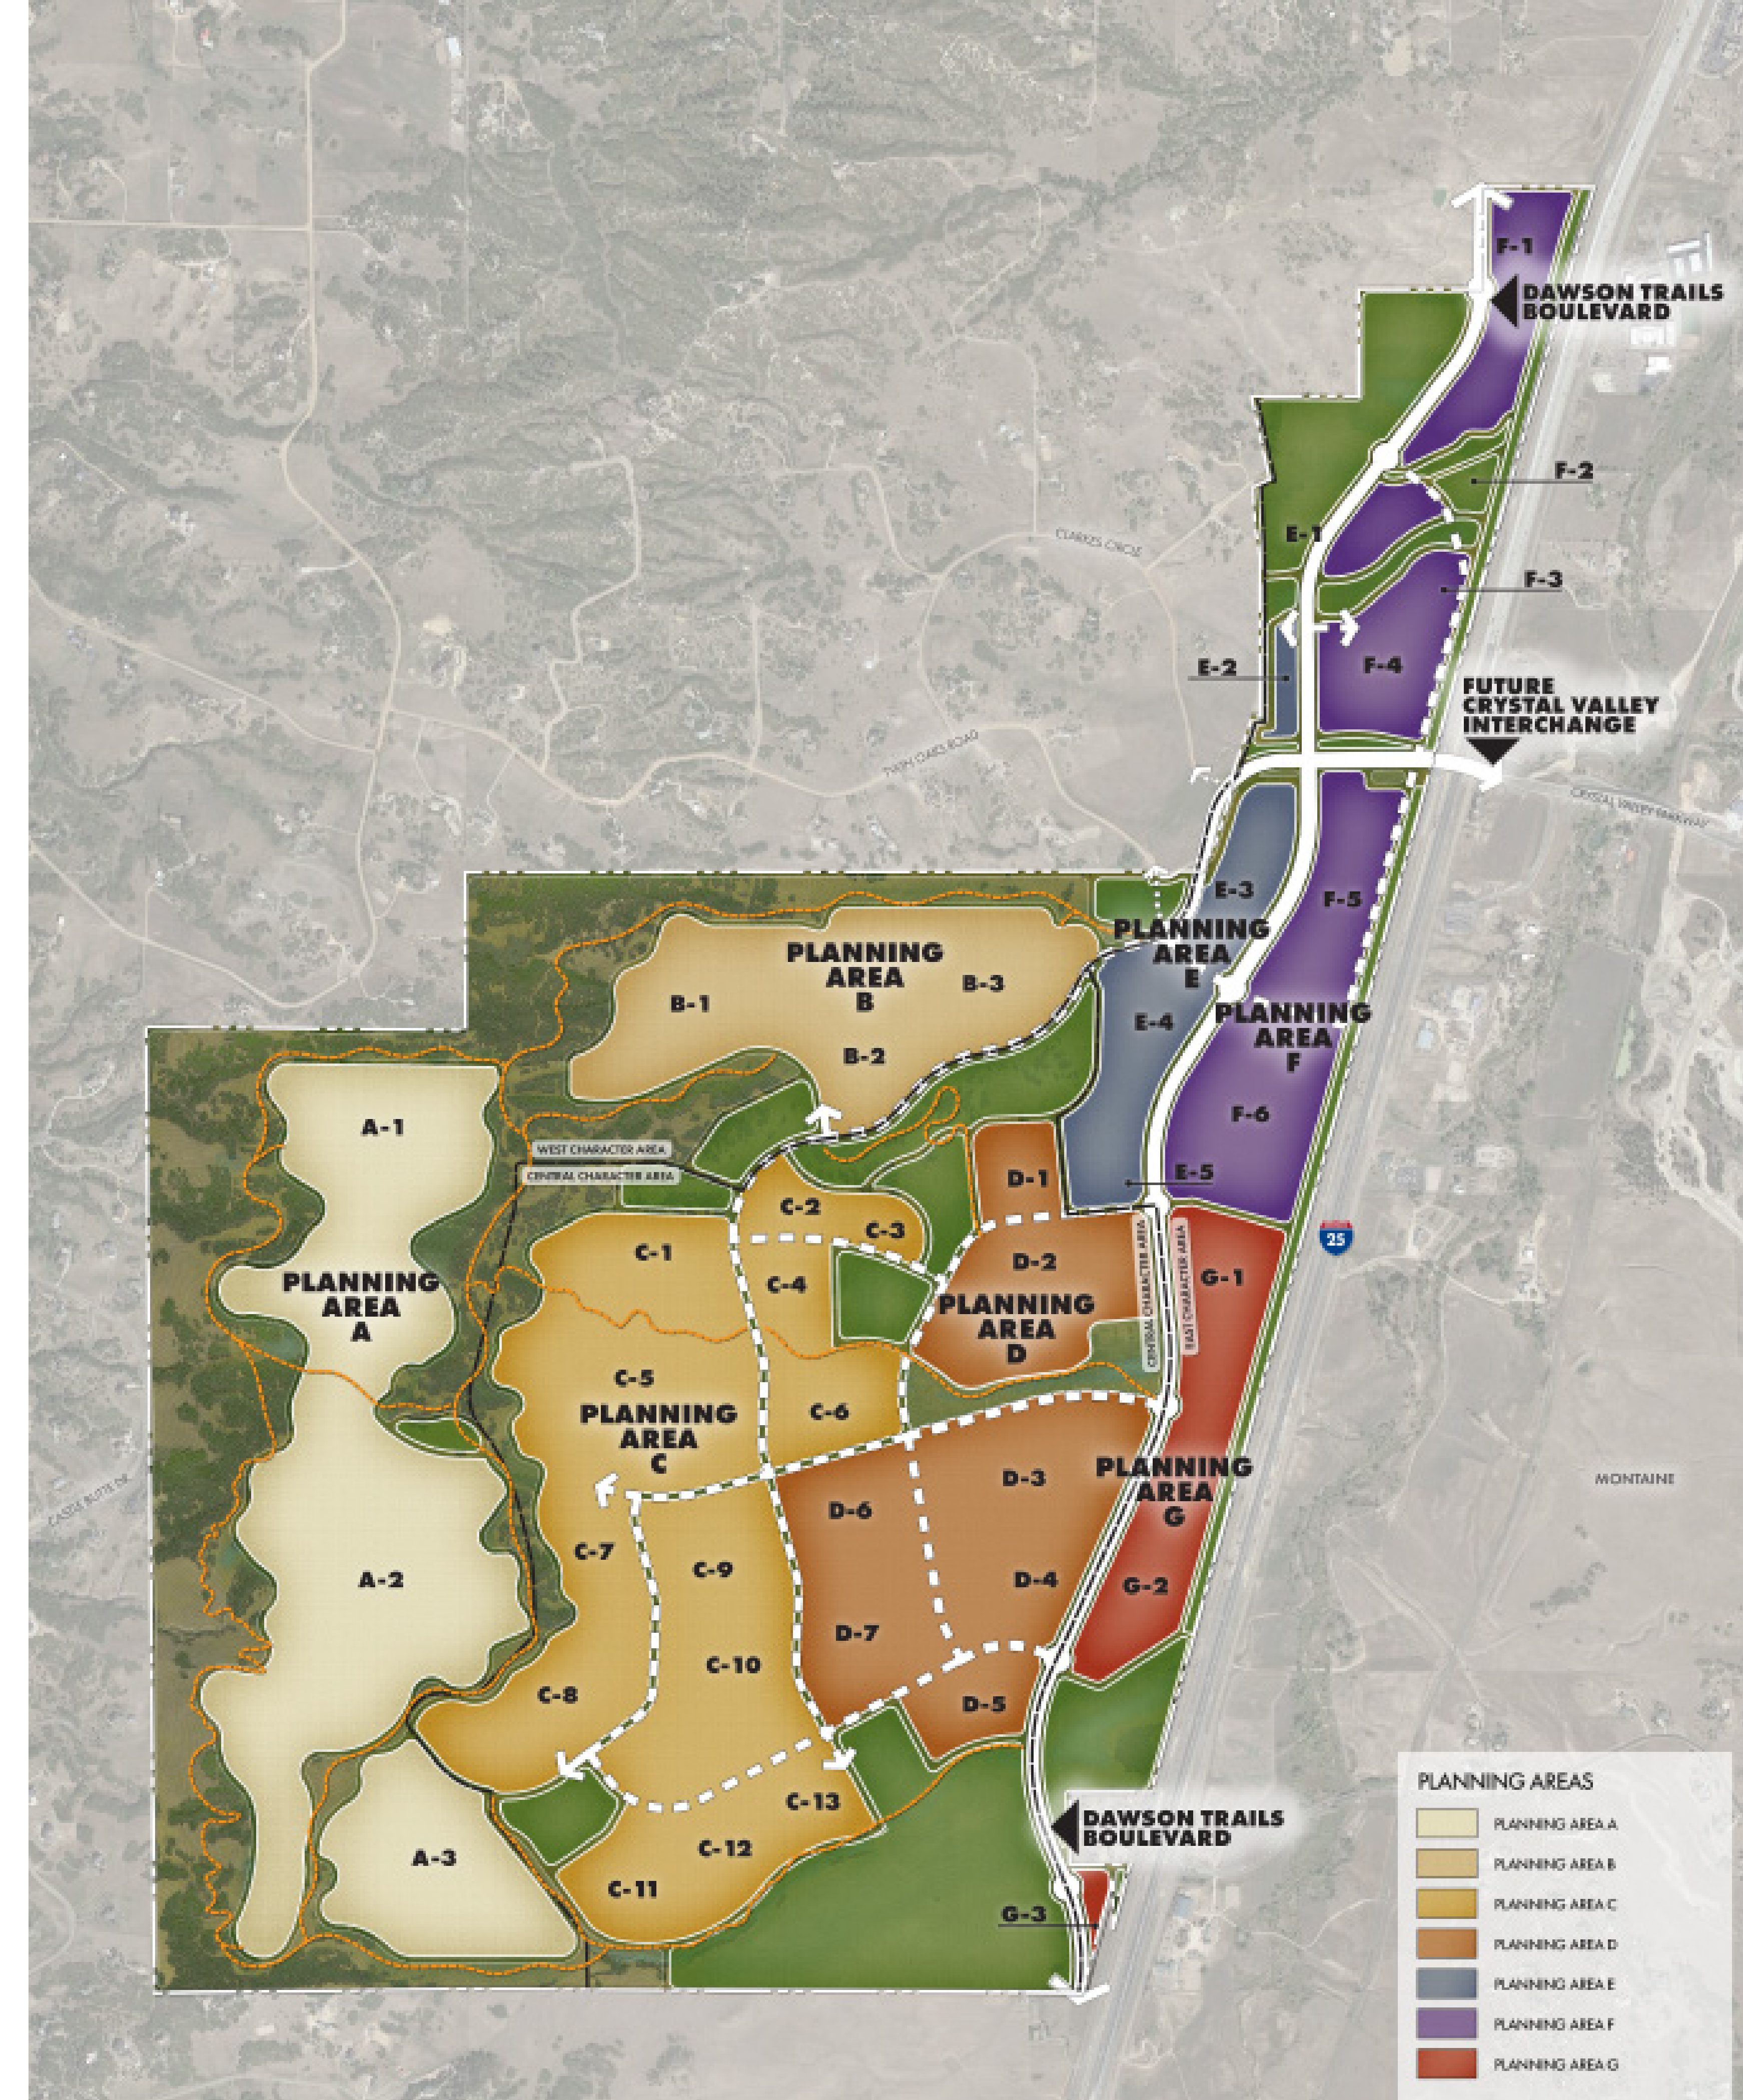 F-1
DAWSON TRAILS
BOULEVARD
F-2
E-1
CLARKES CIRCLE
F-3
E-2
F-4
FUTURE
CRYSTAL VALLEY
INTERCHANGE
TWIN OAKS ROAD
CRYSTAL VALLEY PARKWAY
E-3
F-5
PLANNING
AREA
E
PLANNING
AREA
B
B-1
B-3
B-2
E-4
PLANNING
AREA
F
F-6
A-1
WEST CHARACTER AREA
CENTRAL CHARACTER AREA
D-1
E-5
C-2
C-3
C-1
C-4
D-2
CENTRAL CHARACTER AREA
EAST CHARACTER AREA
G-1
25
PLANNING
AREA
A
PLANNING
AREA
D
C-5
PLANNING
AREA
C
C-6
PLANNING
AREA
G
D-3
MONTAINE
CASTLE BUTTE DR
D-6
C-7
C-9
A-2
D-4
G-2
D-7
C-10
C-8
D-5
C-13
DAWSON TRAILS
BOULEVARD
C-12
A-3
C-11
G-3
PLANNING AREAS
PLANNING AREA A
PLANNING AREA B
PLANNING AREA C
PLANNING AREA D
PLANNING AREA E
PLANNING AREA F
PLANNING AREA G